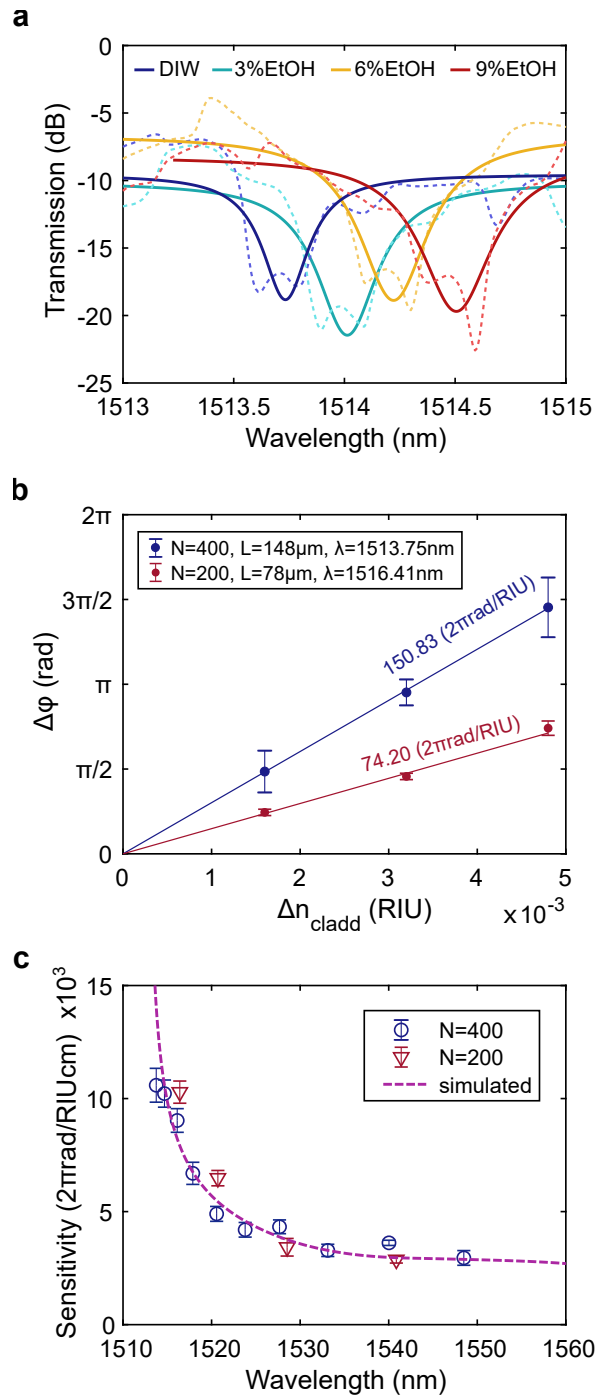 a
0
-5
-10
-15
-20
-25
Transmission (dB)
DIW 3%EtOH 6%EtOH 9%EtOH
1513 1513.5 1514 1514.5 1515
Wavelength (nm)
b
2π
3π/2
π
π/2
0
Δφ (rad)
N=400, L=148μm, λ=1513.75nm
N=200, L=78μm, λ=1516.41nm
150.83 (2πrad/RIU)
74.20 (2πrad/RIU)
0 1 2 3 4 5
Δn_cladd (RIU) ×10⁻³
c
15
10
5
0
Sensitivity (2πrad/RIUcm) ×10³
N=400
N=200
simulated
1510 1520 1530 1540 1550 1560
Wavelength (nm)